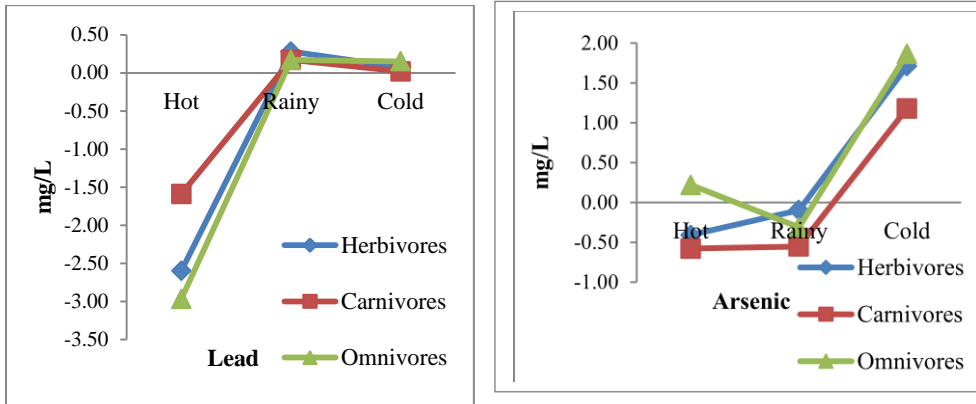 0.50
0.00
-0.50
-1.00
-1.50
-2.00
-2.50
-3.00
-3.50
mg/L
Hot Rainy Cold
Herbivores
Carnivores
Omnivores
Lead
2.00
1.50
1.00
0.50
0.00
-0.50
-1.00
mg/L
Hot Rainy Cold
Herbivores
Carnivores
Omnivores
Arsenic